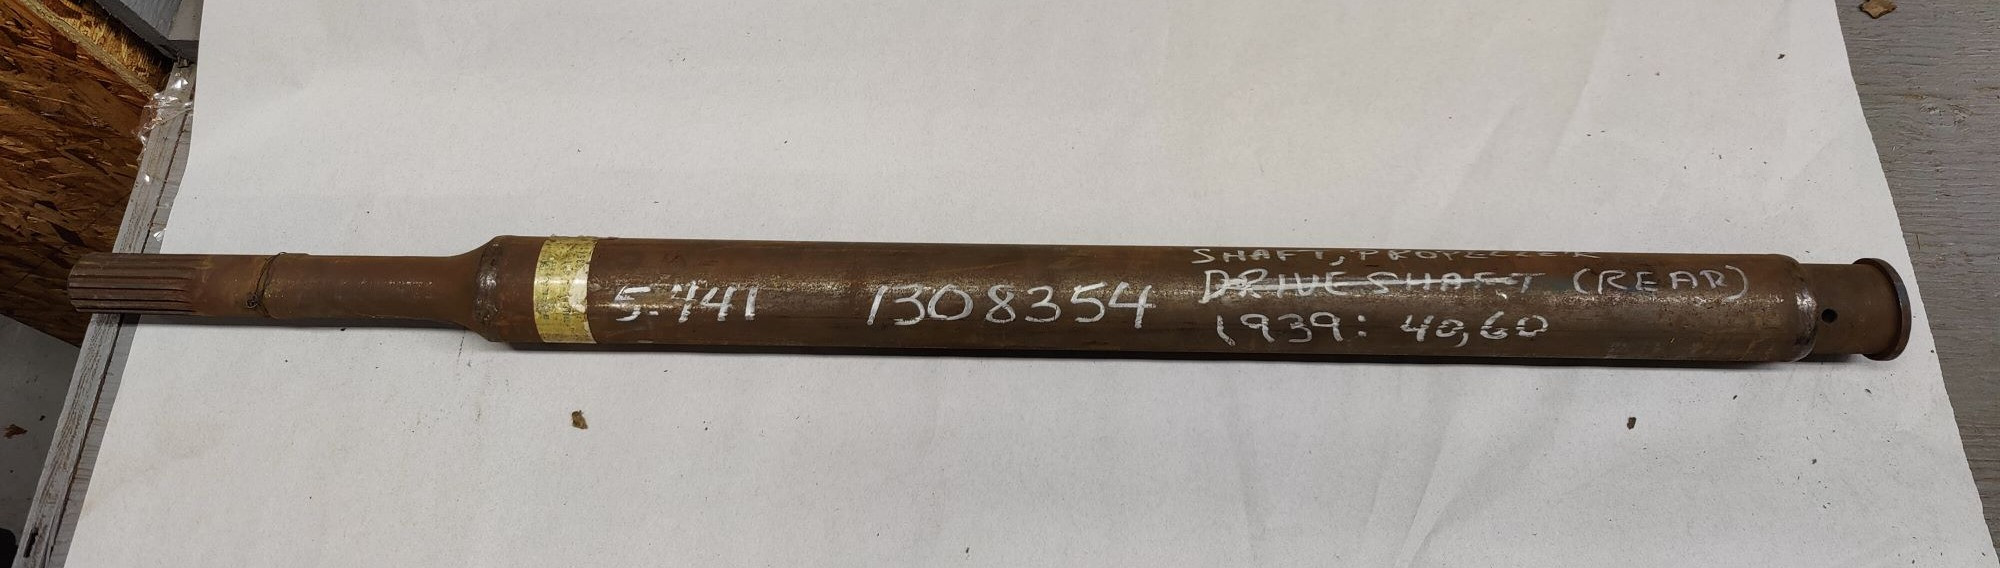 SHAFT, PROPELLER
DRIVE SHAFT (REAR)
5.441 1308354
1939: 40,60